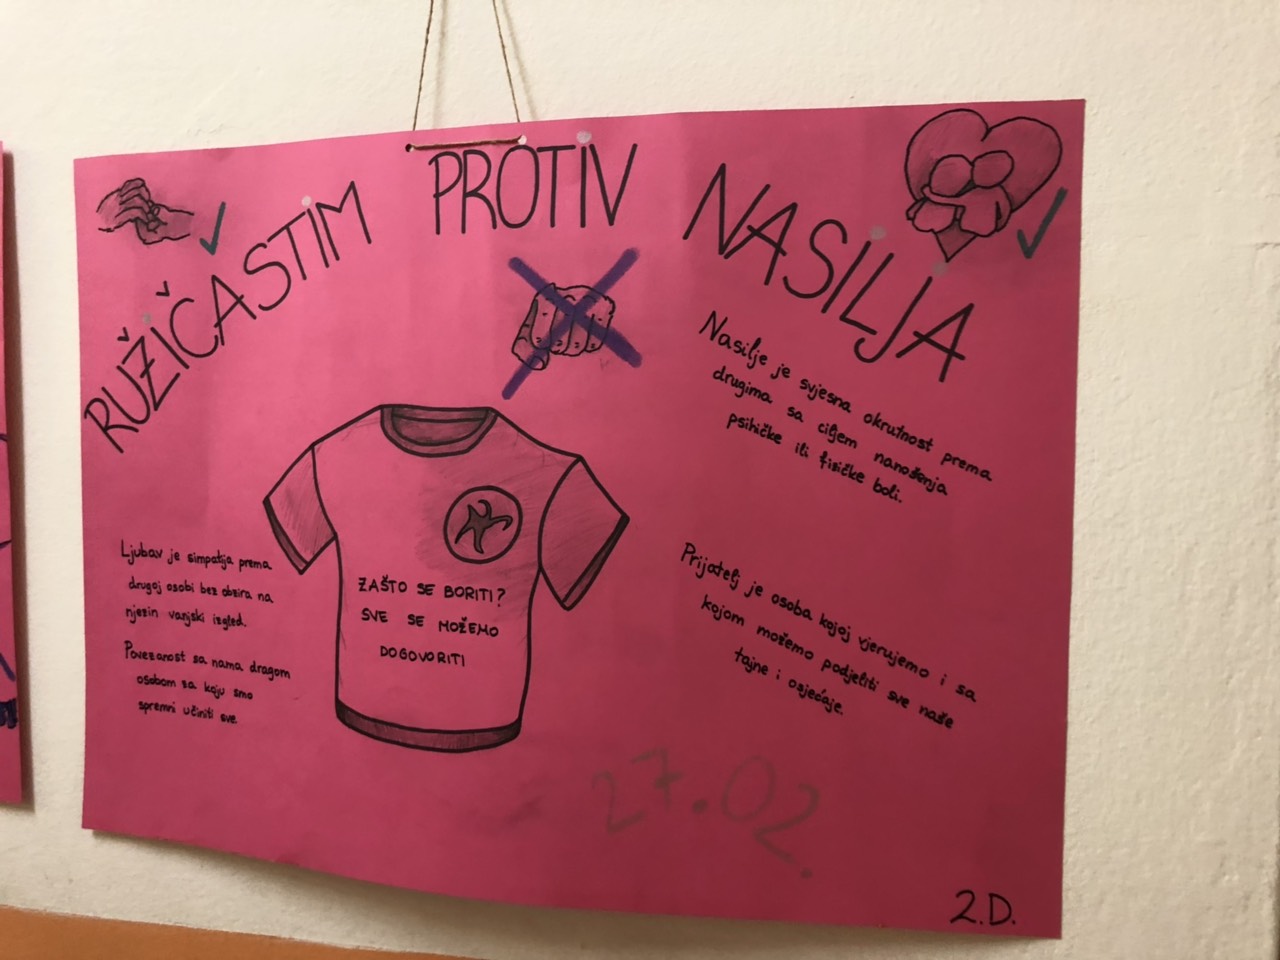 RUŽIČASTIM PROTIV NASILJA
Nasilje je svjesna okrutnost prema
drugima sa ciljem nanošenja
psihičke ili fizičke boli.
Ljubav je simpatija prema
drugoj osobi bez obzira na
njezin vanjski izgled.
Povezanost sa nama dragom
osobom za koju smo
spremni učiniti sve.
ZAŠTO SE BORITI?
SVE SE MOŽEMO
DOGOVORITI
Prijatelj je osoba kojoj vjerujemo i sa
kojom možemo podjeliti sve naše
tajne i osjećaje.
27.02.
2.D.